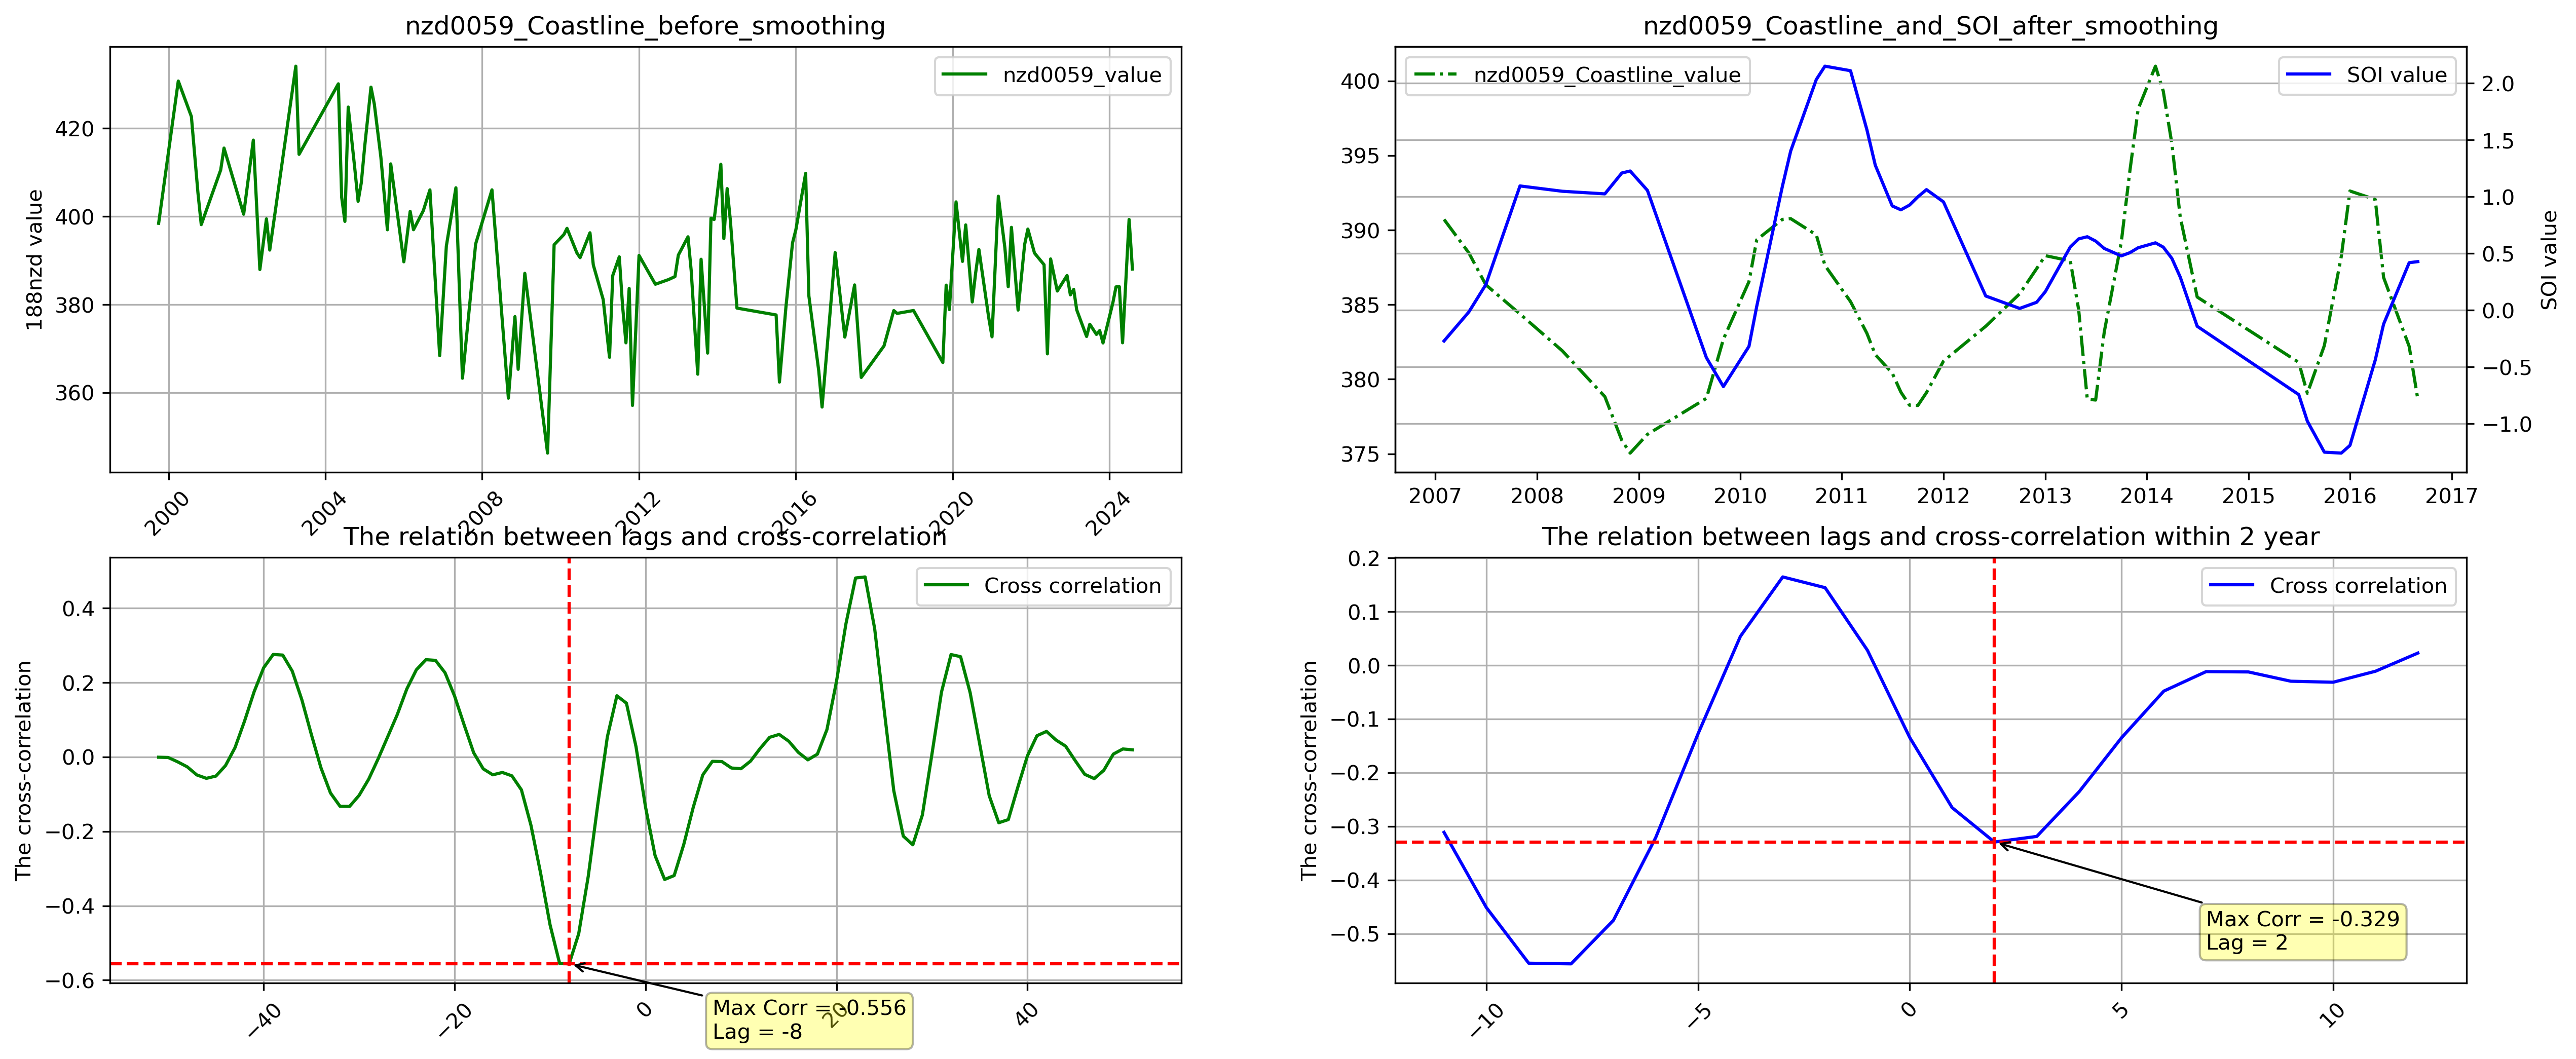 nzd0059_Coastline_before_smoothing
188nzd value
420
400
380
360
nzd0059_value
2000
2004
2008
2012
2016
2020
2024
nzd0059_Coastline_and_SOI_after_smoothing
400
395
390
385
380
375
nzd0059_Coastline_value
SOI value
2.0
1.5
1.0
0.5
0.0
−0.5
−1.0
SOI value
2007 2008 2009 2010 2011 2012 2013 2014 2015 2016 2017
The relation between lags and cross-correlation
The cross-correlation
0.4
0.2
0.0
−0.2
−0.4
−0.6
Cross correlation
−40
−20
0
20
40
Max Corr = -0.556
Lag = -8
The relation between lags and cross-correlation within 2 year
The cross-correlation
0.2
0.1
0.0
−0.1
−0.2
−0.3
−0.4
−0.5
Cross correlation
Max Corr = -0.329
Lag = 2
−10
−5
0
5
10